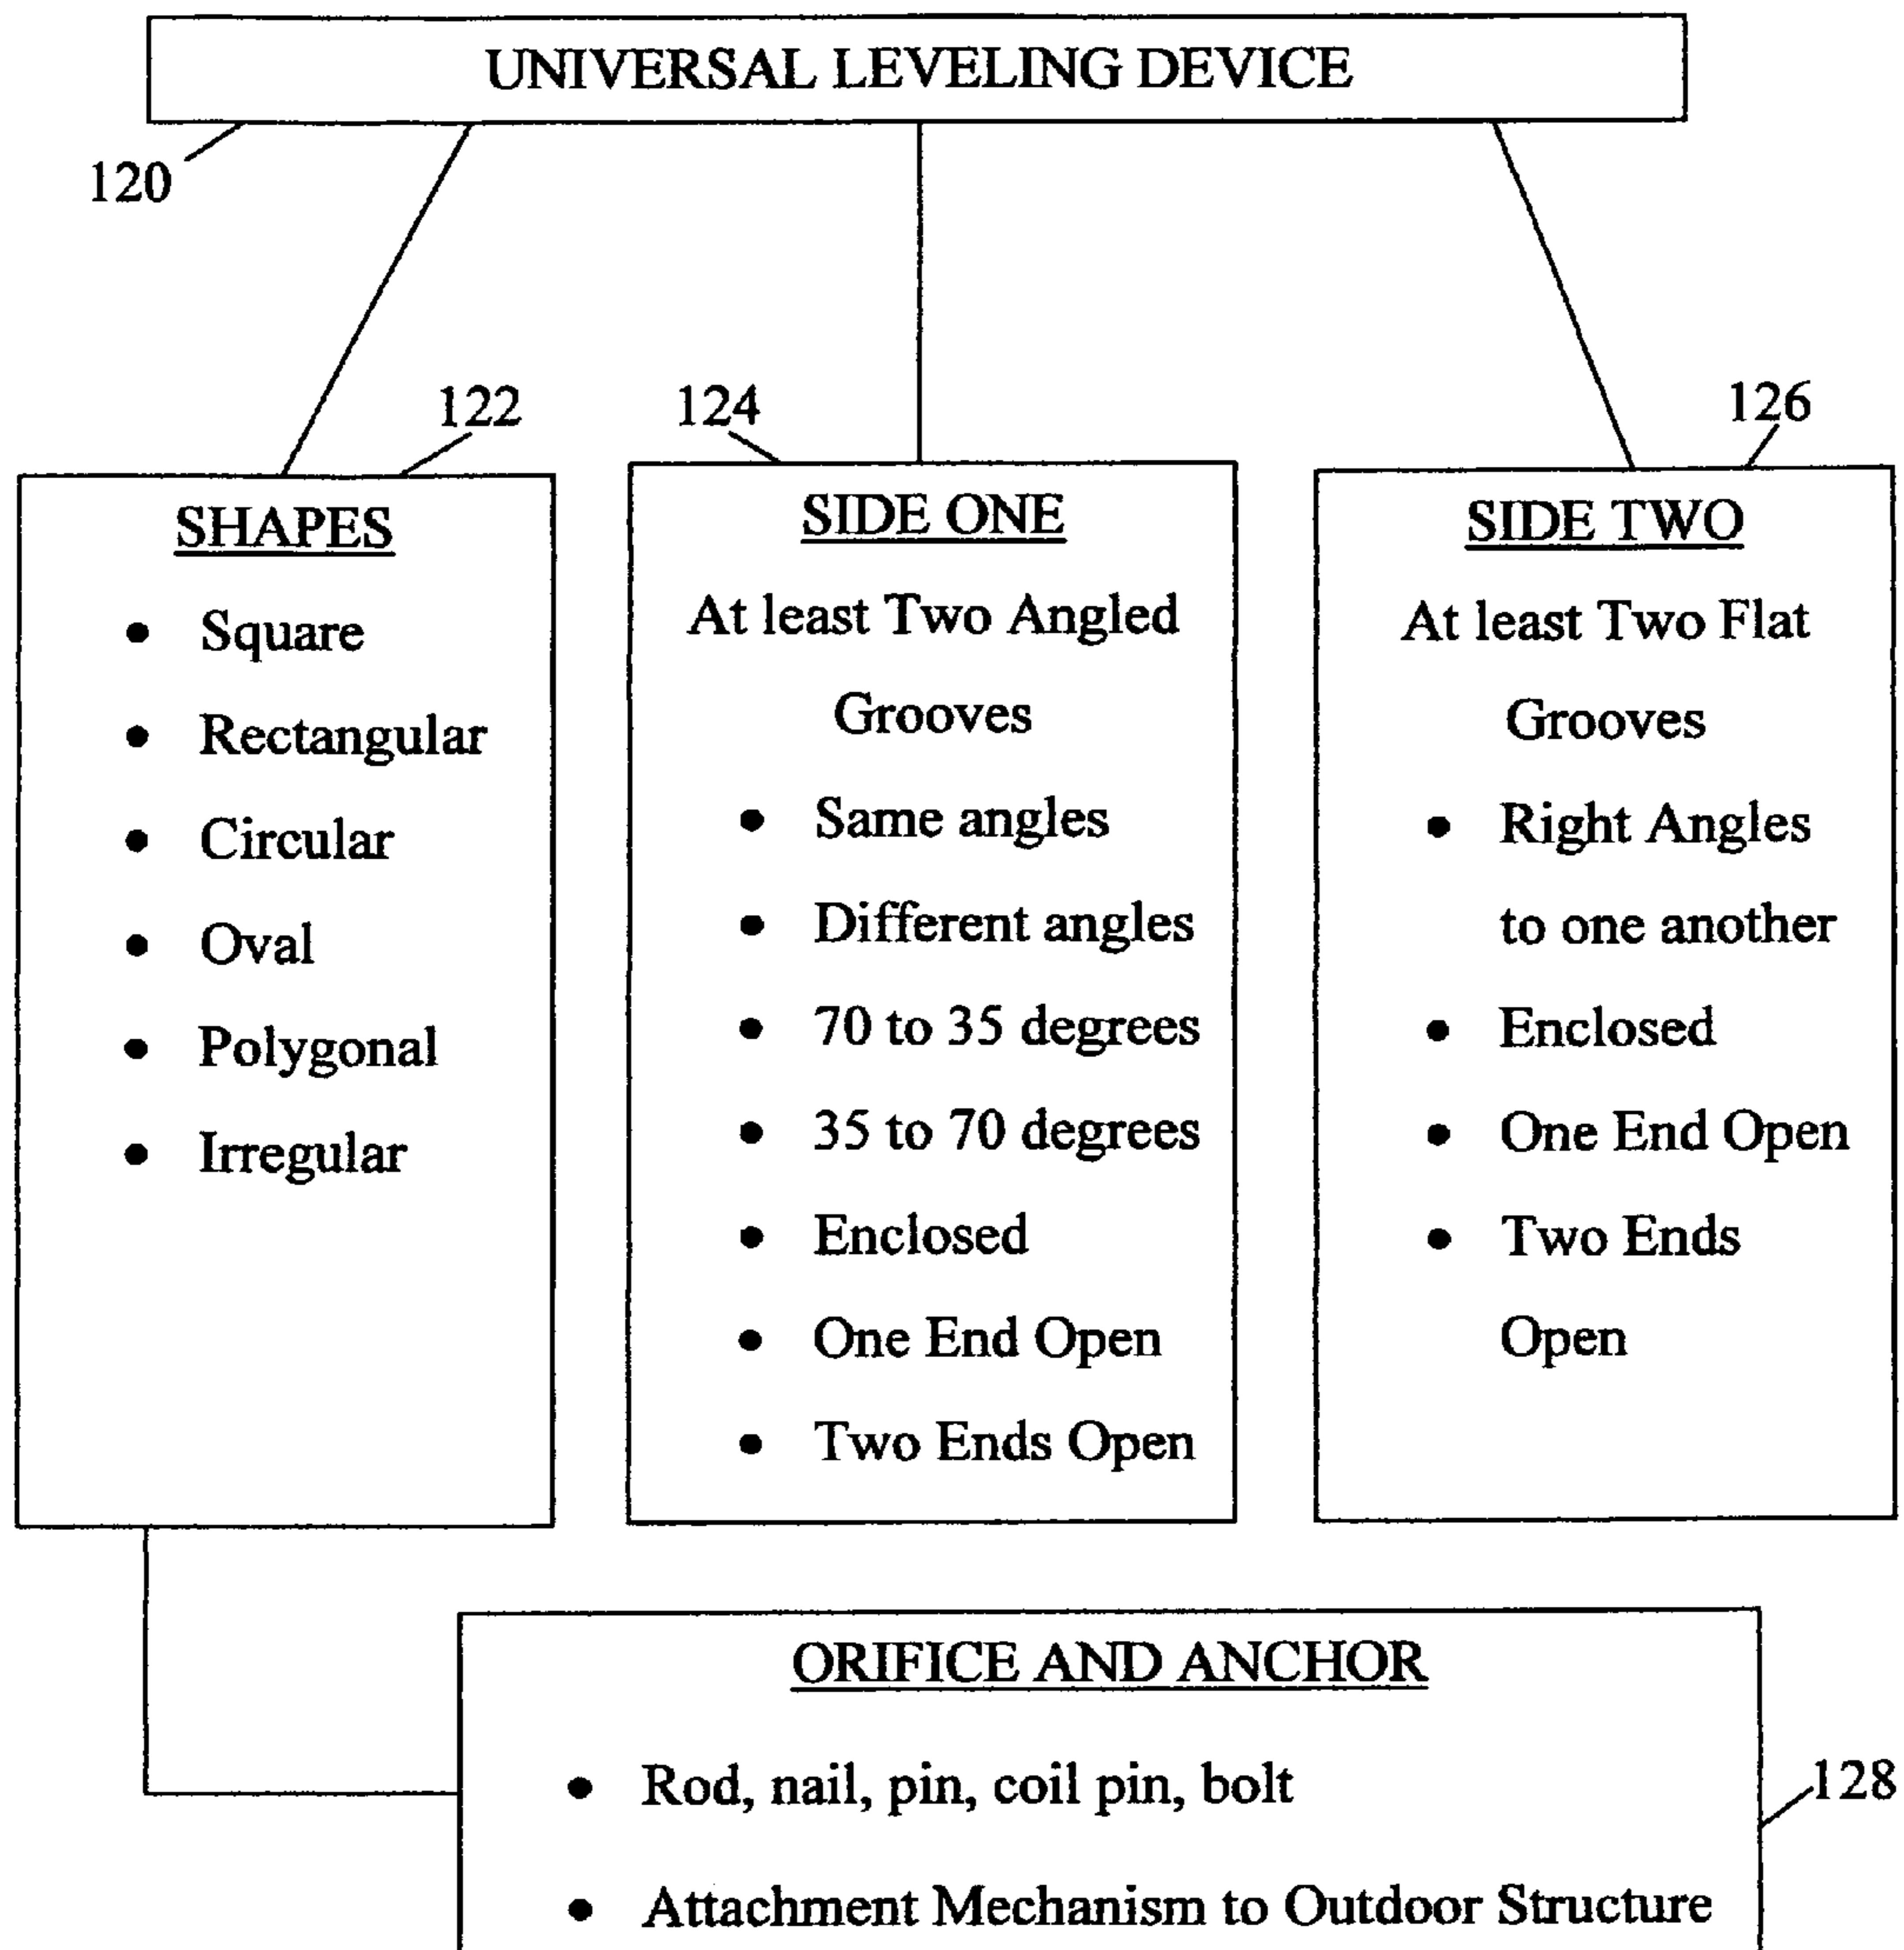 UNIVERSAL LEVELING DEVICE
120
122
SHAPES
• Square
• Rectangular
• Circular
• Oval
• Polygonal
• Irregular
124
SIDE ONE
At least Two Angled
Grooves
• Same angles
• Different angles
• 70 to 35 degrees
• 35 to 70 degrees
• Enclosed
• One End Open
• Two Ends Open
126
SIDE TWO
At least Two Flat
Grooves
• Right Angles
to one another
• Enclosed
• One End Open
• Two Ends
Open
ORIFICE AND ANCHOR
• Rod, nail, pin, coil pin, bolt
• Attachment Mechanism to Outdoor Structure
128